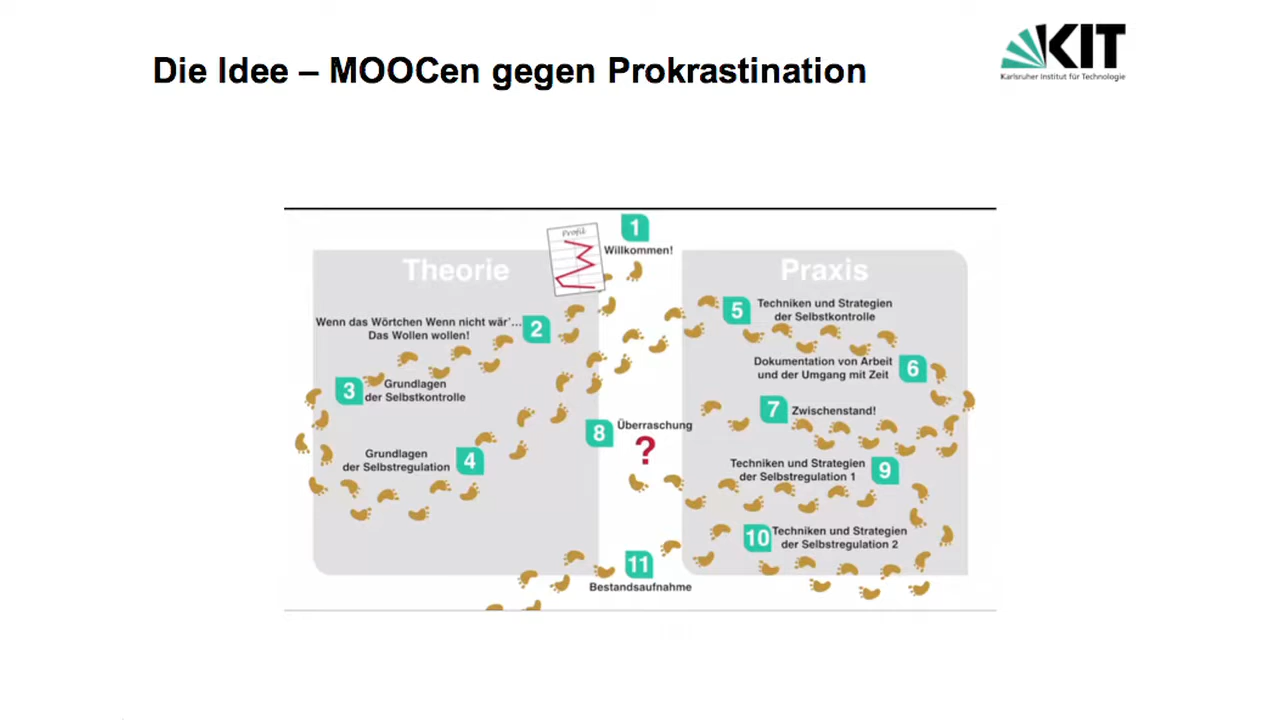 Die Idee – MOOCen gegen Prokrastination
KIT
Karlsruher Institut für Technologie
Profil
1
Willkommen!
Theorie
Wenn das Wörtchen Wenn nicht wär'...
Das Wollen wollen!
2
3
Grundlagen
der Selbstkontrolle
Grundlagen
der Selbstregulation
4
Praxis
5
Techniken und Strategien
der Selbstkontrolle
Dokumentation von Arbeit
und der Umgang mit Zeit
6
7
Zwischenstand!
8
Überraschung
?
Techniken und Strategien
der Selbstregulation 1
9
10
Techniken und Strategien
der Selbstregulation 2
11
Bestandsaufnahme